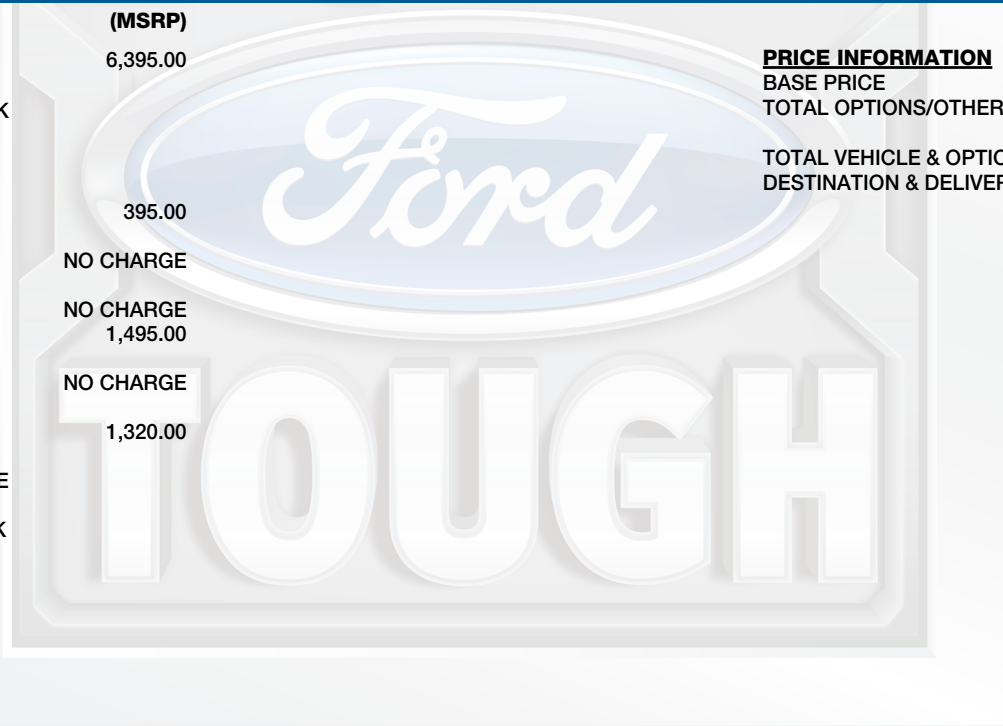 (MSRP)
6,395.00
K
395.00
NO CHARGE
NO CHARGE
1,495.00
NO CHARGE
1,320.00
E
K
PRICE INFORMATION
BASE PRICE
TOTAL OPTIONS/OTHER
TOTAL VEHICLE & OPTIO
DESTINATION & DELIVER
Ford
TOUGH